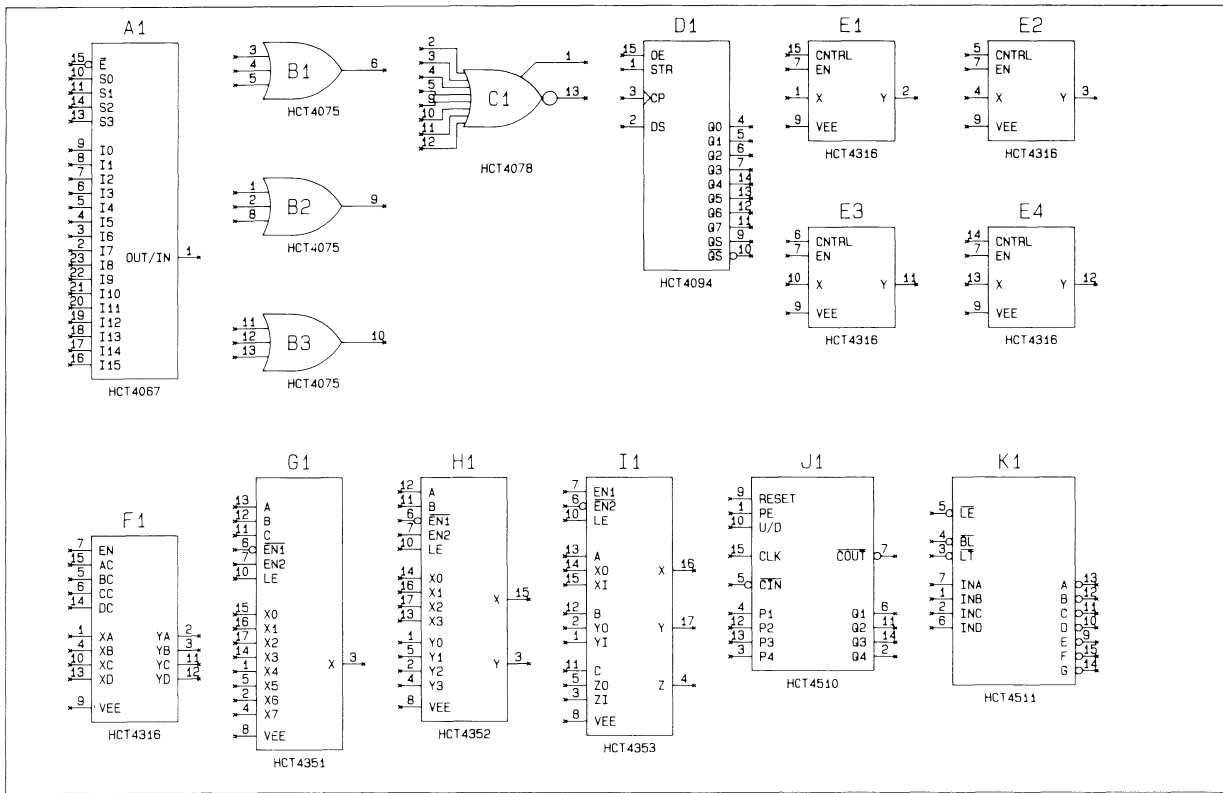 A1
15 E̅
10 S0
11 S1
14 S2
13 S3
9 I0
8 I1
7 I2
6 I3
5 I4
4 I5
3 I6
2 I7
23 I8
22 I9
21 I10
20 I11
19 I12
18 I13
17 I14
16 I15
OUT/IN 1
HCT4067
3
4
5
B1
6
HCT4075
1
2
8
B2
9
HCT4075
11
12
13
B3
10
HCT4075
2
3
4
5
9
10
11
12
C1
1
13
HCT4078
D1
15 OE
1 STR
3 CP
2 DS
Q0 4
Q1 5
Q2 6
Q3 7
Q4 14
Q5 13
Q6 12
Q7 11
QS 9
Q̅S̅ 10
HCT4094
E1
15 CNTRL
7 EN
1 X Y 2
9 VEE
HCT4316
E2
5 CNTRL
7 EN
4 X Y 3
9 VEE
HCT4316
E3
6 CNTRL
7 EN
10 X Y 11
9 VEE
HCT4316
E4
14 CNTRL
7 EN
13 X Y 12
9 VEE
HCT4316
F1
7 EN
15 AC
5 BC
6 CC
14 DC
1 XA YA 2
4 XB YB 3
10 XC YC 11
13 XD YD 12
9 VEE
HCT4316
G1
13 A
12 B
11 C
6 E̅N̅1̅
7 EN2
10 LE
15 X0
16 X1
17 X2
14 X3
1 X4
5 X5
2 X6
4 X7
X 3
8 VEE
HCT4351
H1
12 A
11 B
6 E̅N̅1̅
7 EN2
10 LE
14 X0
16 X1
17 X2
13 X3
X 15
1 Y0
5 Y1
2 Y2
4 Y3
Y 3
8 VEE
HCT4352
I1
7 EN1
6 E̅N̅2̅
10 LE
13 A
14 X0
15 XI
X 16
12 B
2 Y0
1 YI
Y 17
11 C
5 Z0
3 ZI
Z 4
8 VEE
HCT4353
J1
9 RESET
1 PE
10 U/D
15 CLK
C̅O̅U̅T̅ 7
5 C̅I̅N̅
4 P1 Q1 6
12 P2 Q2 11
13 P3 Q3 14
3 P4 Q4 2
HCT4510
K1
5 L̅E̅
4 B̅L̅
3 L̅T̅
7 INA
1 INB
2 INC
6 IND
A 13
B 12
C 11
D 10
E 9
F 15
G 14
HCT4511